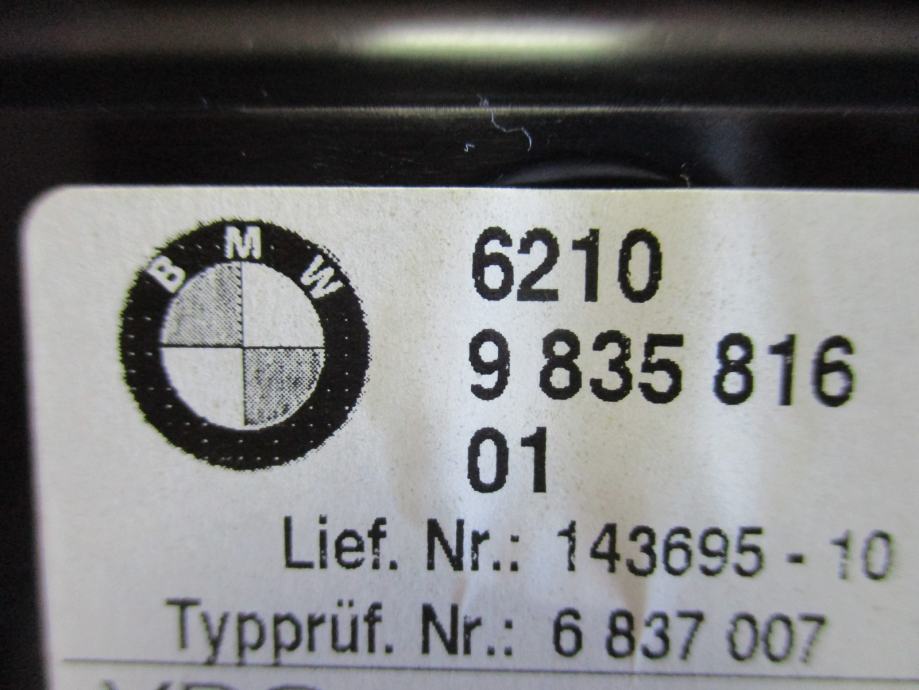 BMW
6210
9 835 816
01
Lief. Nr.: 143695 - 10
Typprüf. Nr.: 6 837 007